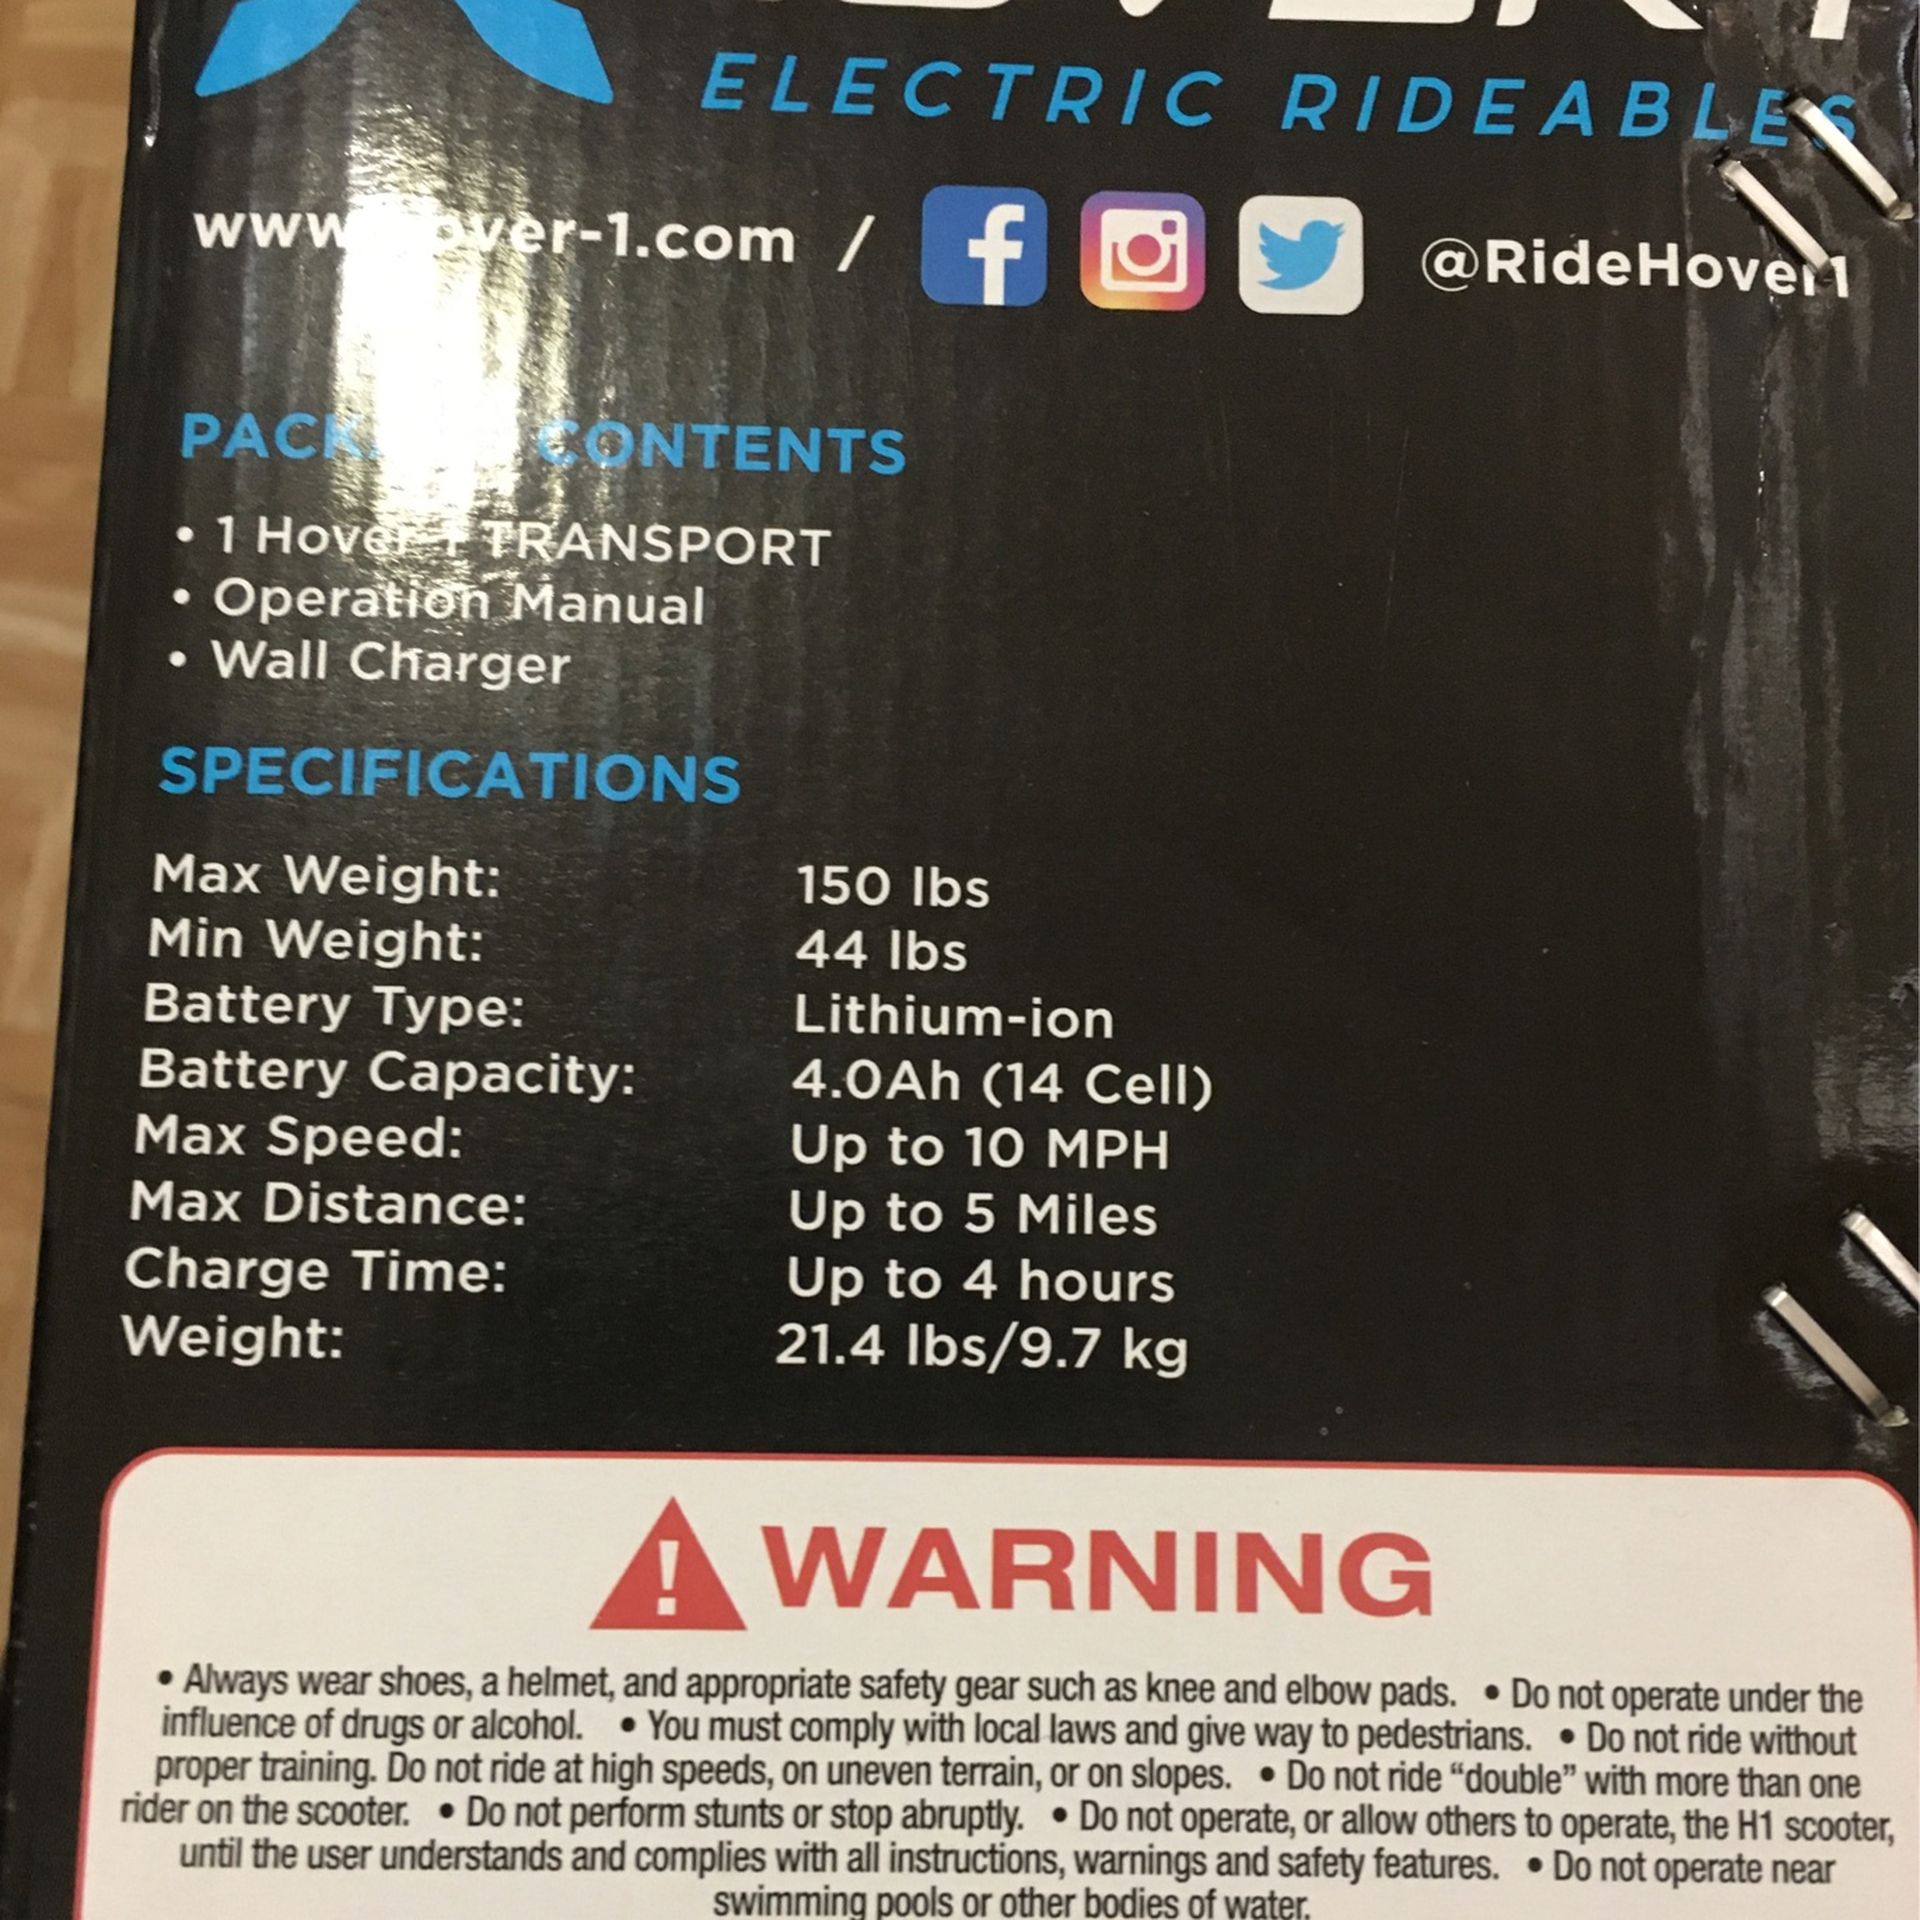 ELECTRIC RIDEABLES
www. over-1.com / @RideHover1
CONTENTS
• 1 Hover-1 TRANSPORT
• Operation Manual
• Wall Charger
SPECIFICATIONS
Max Weight: 150 lbs
Min Weight: 44 lbs
Battery Type: Lithium-ion
Battery Capacity: 4.0Ah (14 Cell)
Max Speed: Up to 10 MPH
Max Distance: Up to 5 Miles
Charge Time: Up to 4 hours
Weight: 21.4 lbs/9.7 kg
WARNING
• Always wear shoes, a helmet, and appropriate safety gear such as knee and elbow pads. • Do not operate under the
influence of drugs or alcohol. • You must comply with local laws and give way to pedestrians. • Do not ride without
proper training. Do not ride at high speeds, on uneven terrain, or on slopes. • Do not ride “double” with more than one
rider on the scooter. • Do not perform stunts or stop abruptly. • Do not operate, or allow others to operate, the H1 scooter,
until the user understands and complies with all instructions, warnings and safety features. • Do not operate near
swimming pools or other bodies of water.